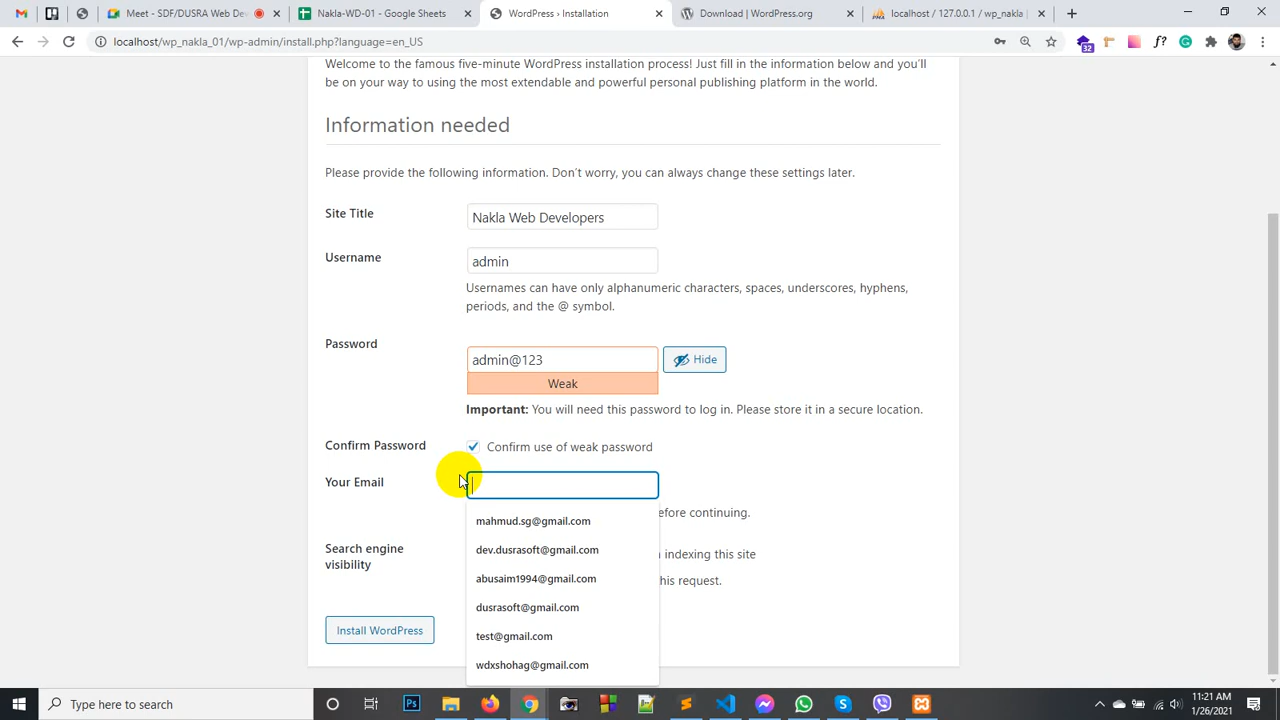 Meet - SDF/DUSRA Web De
Nakla-WD-01 - Google Sheets
WordPress › Installation
Download | WordPress.org
localhost / 127.0.0.1 / wp_nakla |
localhost/wp_nakla_01/wp-admin/install.php?language=en_US
32
f?
Welcome to the famous five-minute WordPress installation process! Just fill in the information below and you'll
be on your way to using the most extendable and powerful personal publishing platform in the world.
Information needed
Please provide the following information. Don't worry, you can always change these settings later.
Site Title
Nakla Web Developers
Username
admin
Usernames can have only alphanumeric characters, spaces, underscores, hyphens,
periods, and the @ symbol.
Password
admin@123
Hide
Weak
Important: You will need this password to log in. Please store it in a secure location.
Confirm Password
Confirm use of weak password
Your Email
efore continuing.
mahmud.sg@gmail.com
dev.dusrasoft@gmail.com
Search engine
visibility
indexing this site
abusaim1994@gmail.com
his request.
dusrasoft@gmail.com
Install WordPress
test@gmail.com
wdxshohag@gmail.com
Type here to search
Ps
11:21 AM
1/26/2021